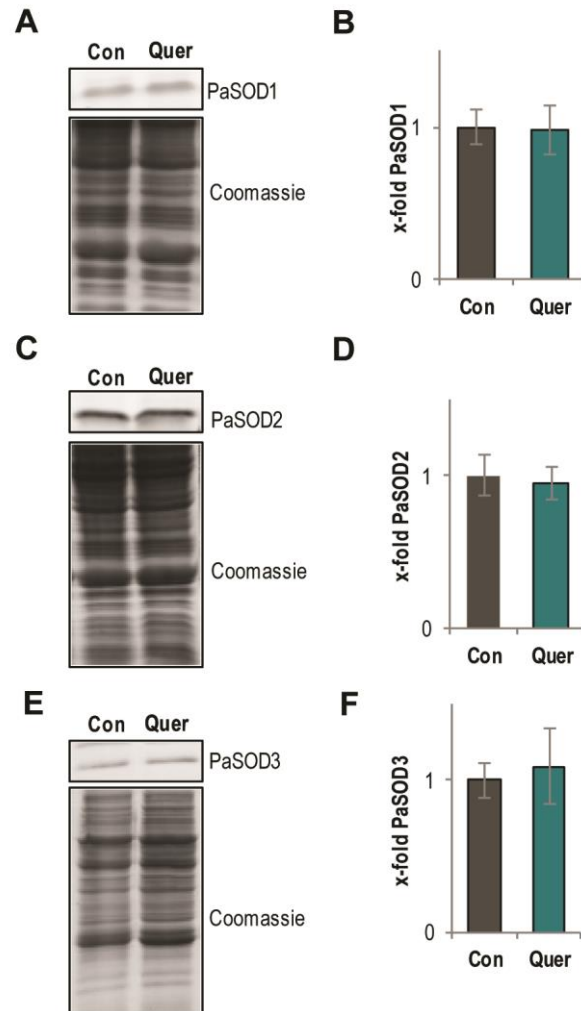 A
Con Quer
PaSOD1
Coomassie
B
x-fold PaSOD1
1
0
Con Quer
C
Con Quer
PaSOD2
Coomassie
D
x-fold PaSOD2
1
0
Con Quer
E
Con Quer
PaSOD3
Coomassie
F
x-fold PaSOD3
1
0
Con Quer